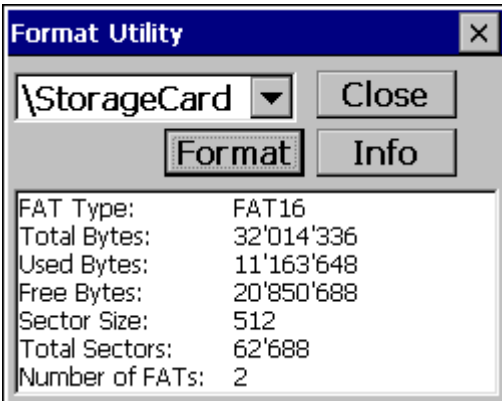 Format Utility
\StorageCard
Close
Format
Info
FAT Type: FAT16
Total Bytes: 32'014'336
Used Bytes: 11'163'648
Free Bytes: 20'850'688
Sector Size: 512
Total Sectors: 62'688
Number of FATs: 2